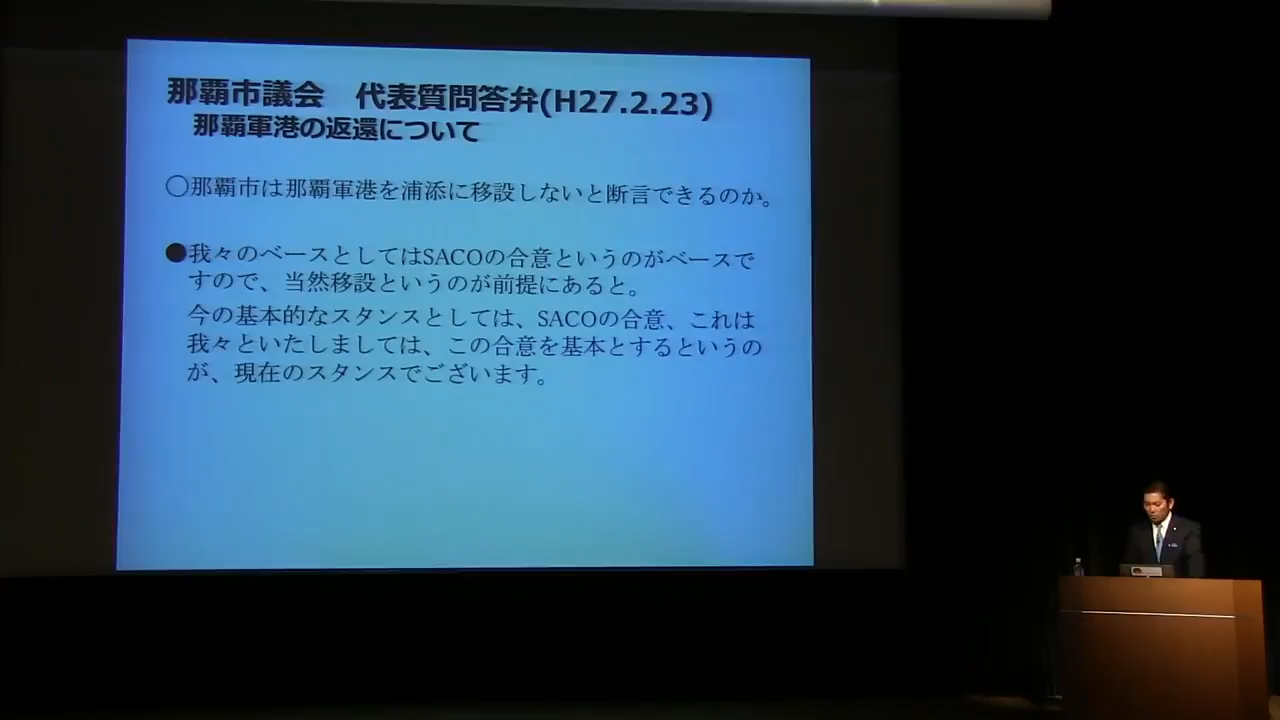 那覇市議会　代表質問答弁(H27.2.23)
那覇軍港の返還について
○那覇市は那覇軍港を浦添に移設しないと断言できるのか。
●我々のベースとしてはSACOの合意というのがベースで
すので、当然移設というのが前提にあると。
今の基本的なスタンスとしては、SACOの合意、これは
我々といたしましては、この合意を基本とするというの
が、現在のスタンスでございます。